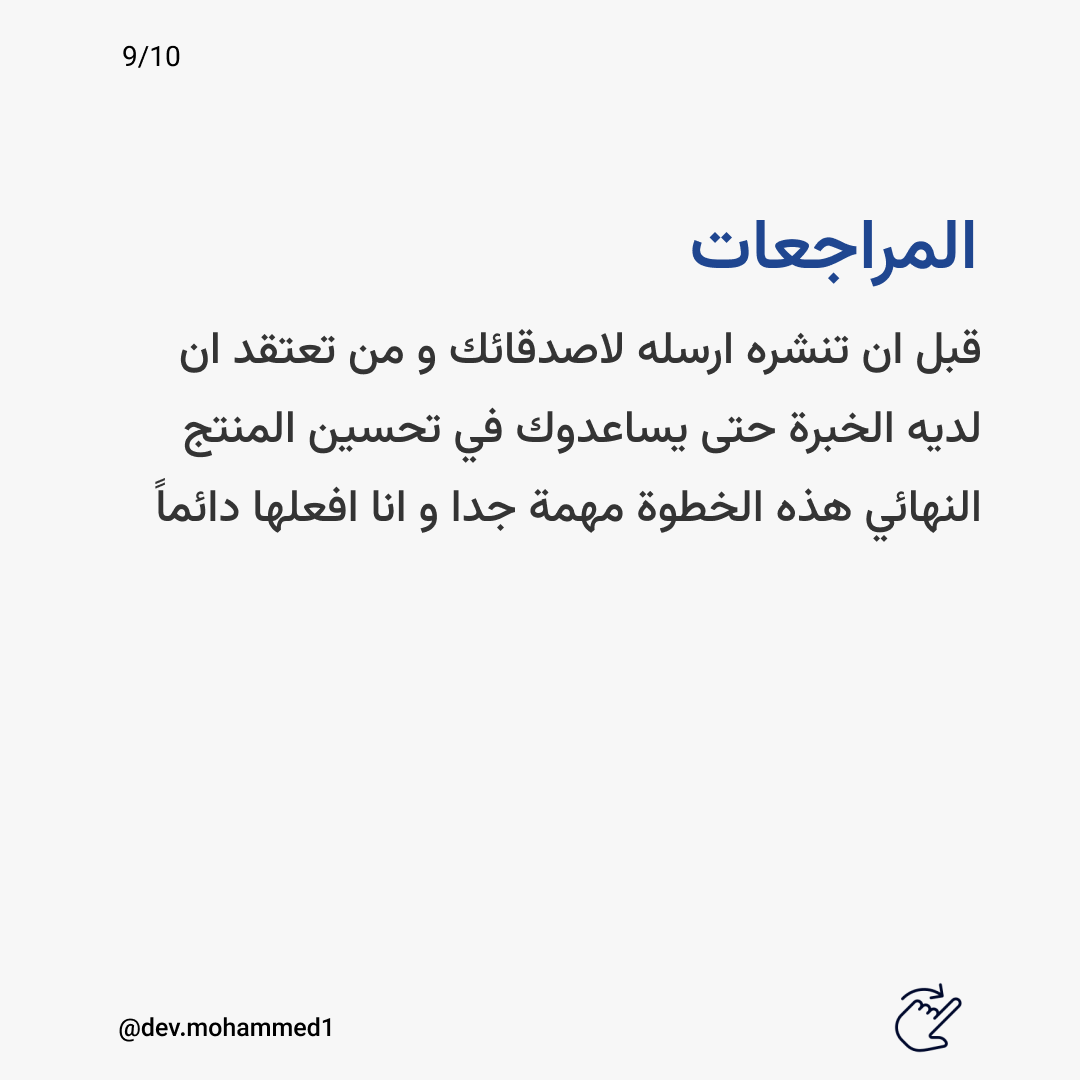 9/10
المراجعات
قبل ان تنشره ارسله لاصدقائك و من تعتقد ان
لديه الخبرة حتى يساعدوك في تحسين المنتج
النهائي هذه الخطوة مهمة جدا و انا افعلها دائماً
@dev.mohammed1